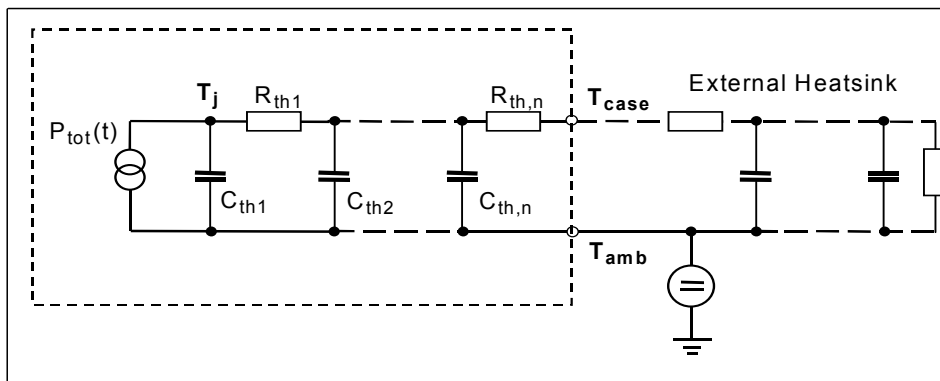 External Heatsink
T_j
R_th1
R_th,n
T_case
P_tot(t)
C_th1
C_th2
C_th,n
T_amb